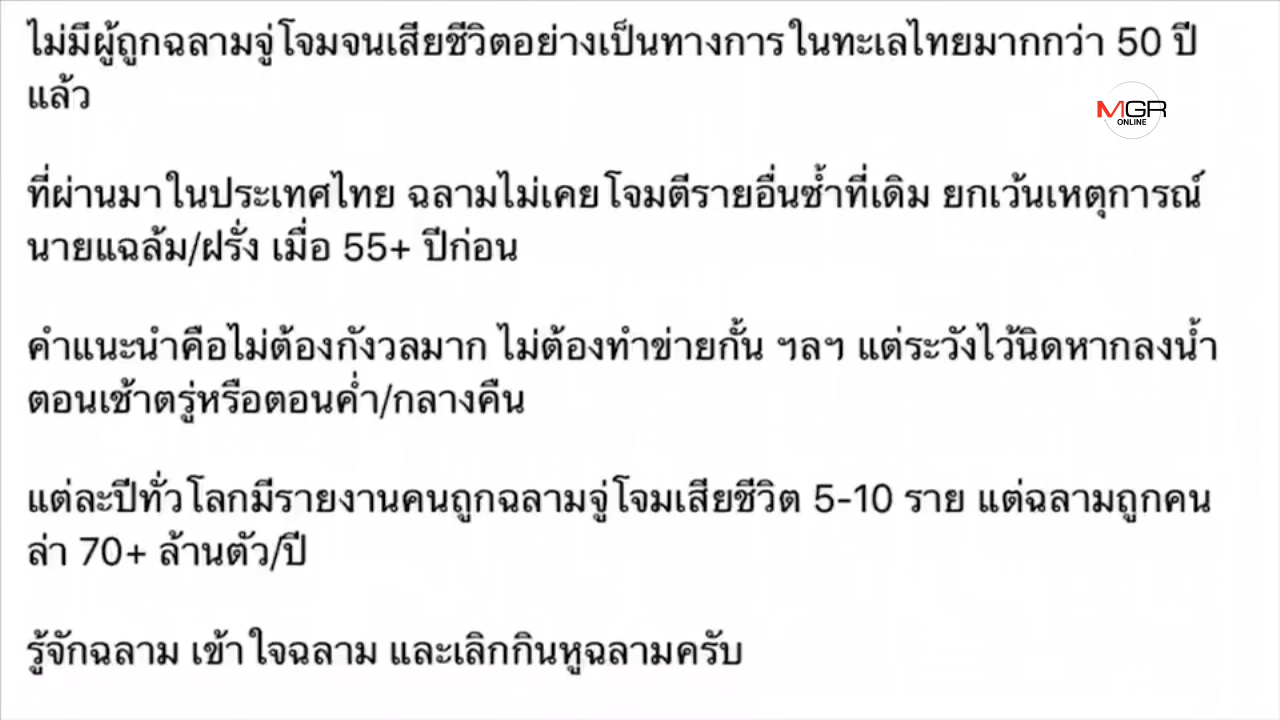 ไม่มีผู้ถูกฉลามจู่โจมจนเสียชีวิตอย่างเป็นทางการในทะเลไทยมากกว่า 50 ปี
แล้ว
MGR
ONLINE
ที่ผ่านมาในประเทศไทย ฉลามไม่เคยโจมตีรายอื่นซ้ำที่เดิม ยกเว้นเหตุการณ์
นายแฉล้ม/ฝรั่ง เมื่อ 55+ ปีก่อน
คำแนะนำคือไม่ต้องกังวลมาก ไม่ต้องทำข่ายกั้น ฯลฯ แต่ระวังไว้นิดหากลงน้ำ
ตอนเช้าตรู่หรือตอนค่ำ/กลางคืน
แต่ละปีทั่วโลกมีรายงานคนถูกฉลามจู่โจมเสียชีวิต 5-10 ราย แต่ฉลามถูกคน
ล่า 70+ ล้านตัว/ปี
รู้จักฉลาม เข้าใจฉลาม และเลิกกินหูฉลามครับ